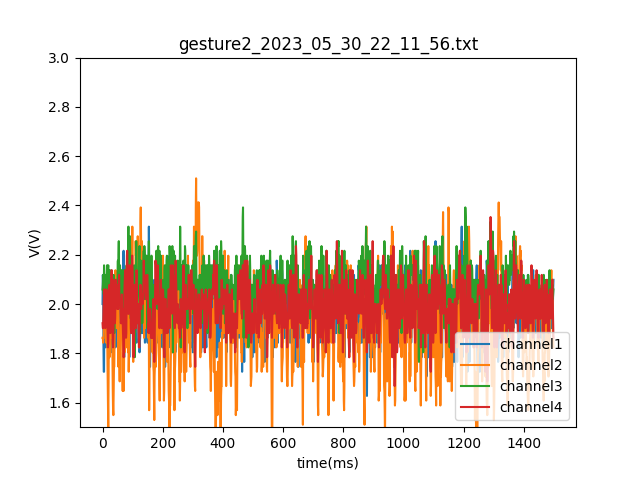 gesture2_2023_05_30_22_11_56.txt
V(V)
3.0
2.8
2.6
2.4
2.2
2.0
1.8
1.6
0 200 400 600 800 1000 1200 1400
time(ms)
channel1
channel2
channel3
channel4